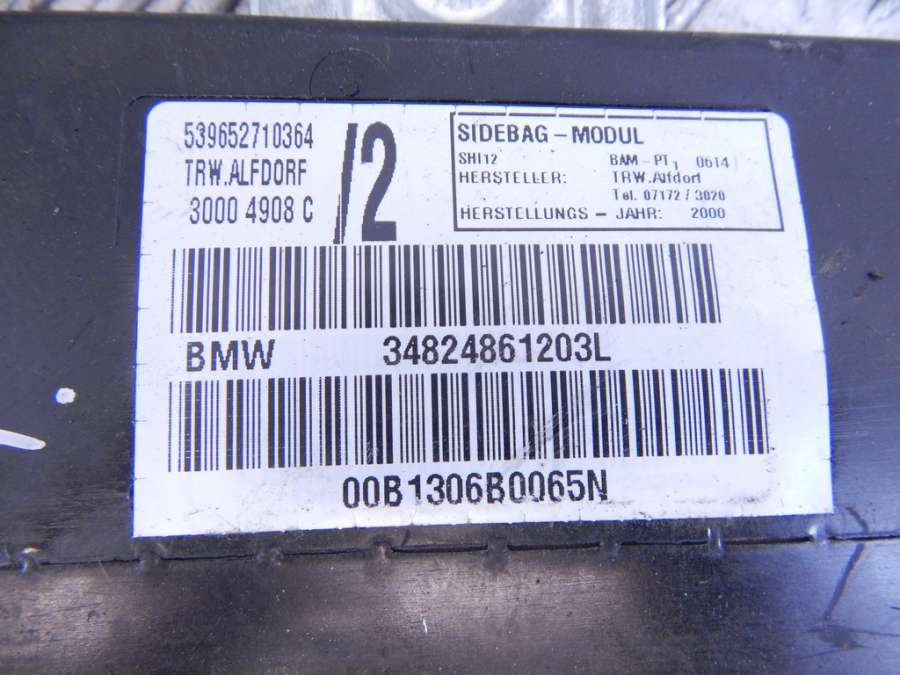 539652710364
TRW.ALFDORF
3000 4908 C
/2
SIDEBAG-MODUL
SHI12 BAM-PT1 0614
HERSTELLER: TRW.Alfdorf
Tel. 07172/3020
HERSTELLUNGS-JAHR: 2000
BMW 34824861203L
00B1306B0065N